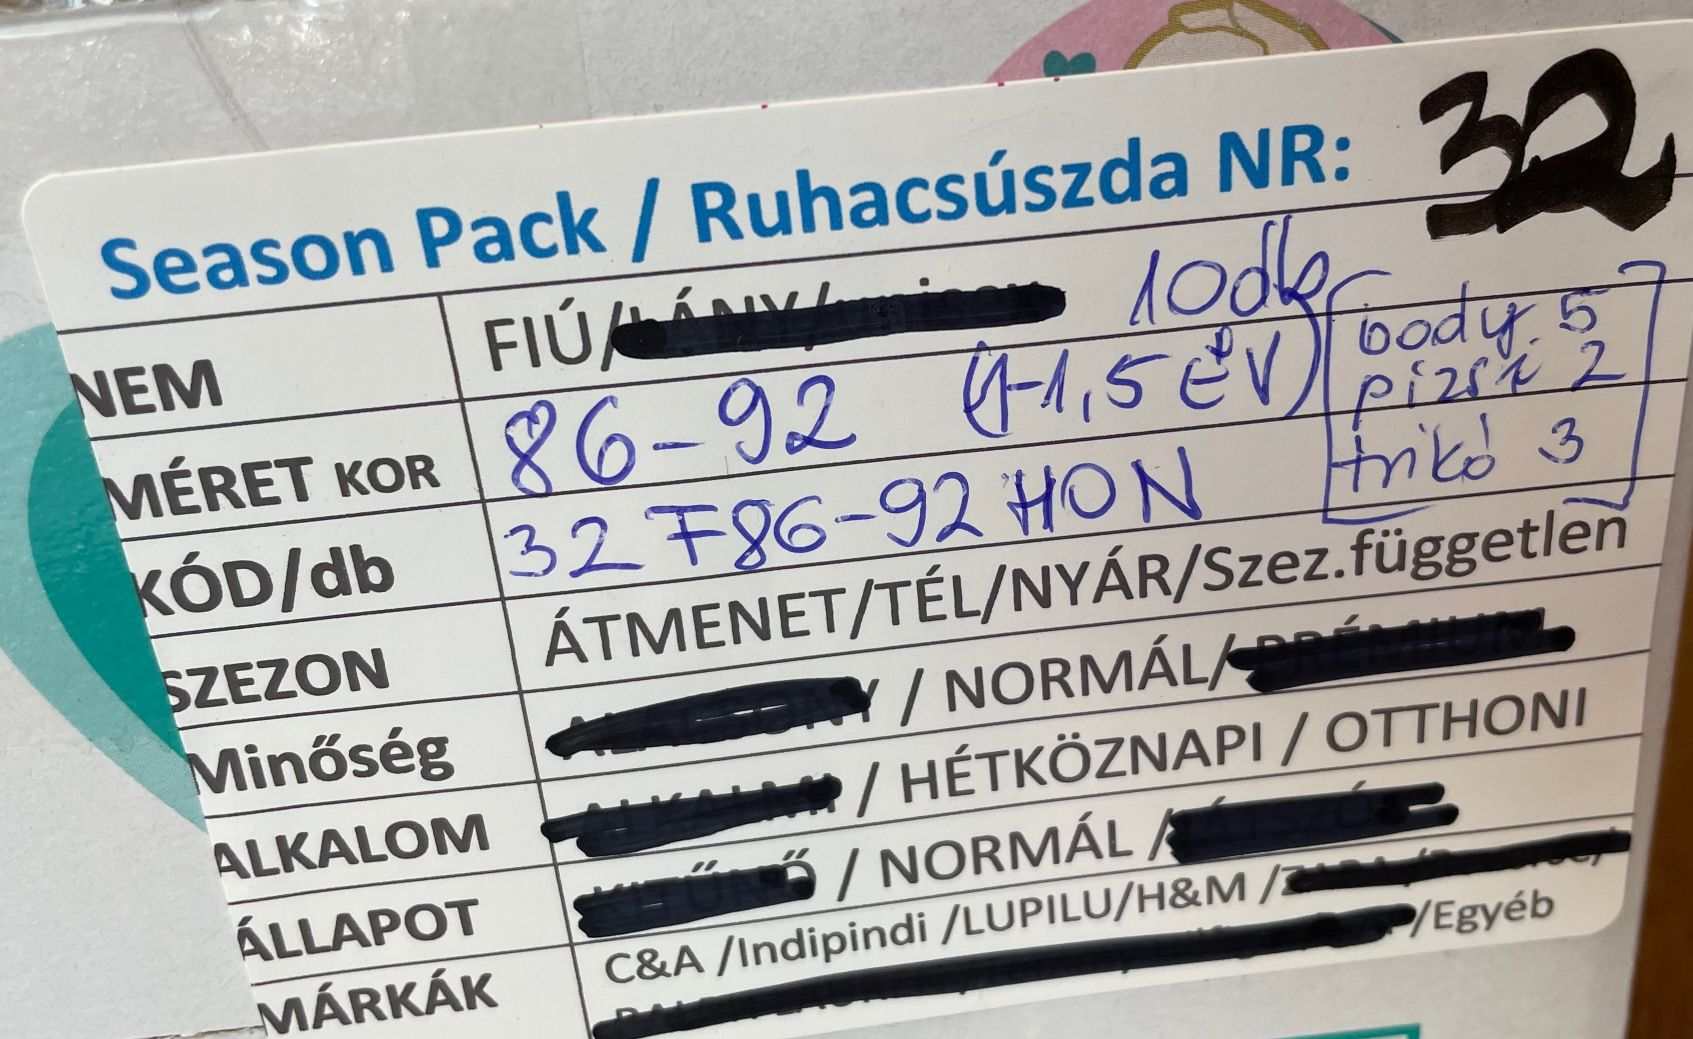 Season Pack / Ruhacsúszda NR: 32
NEM FIÚ/ 10db
MÉRET KOR 86-92 (1-1,5 ÉV)
body 5
pizsi 2
trikó 3
KÓD/db 32 F86-92 HON
SZEZON ÁTMENET/TÉL/NYÁR/Szez.független
Minőség / NORMÁL/
ALKALOM / HÉTKÖZNAPI / OTTHONI
ÁLLAPOT / NORMÁL /
MÁRKÁK C&A /Indipindi /LUPILU/H&M /
/Egyéb